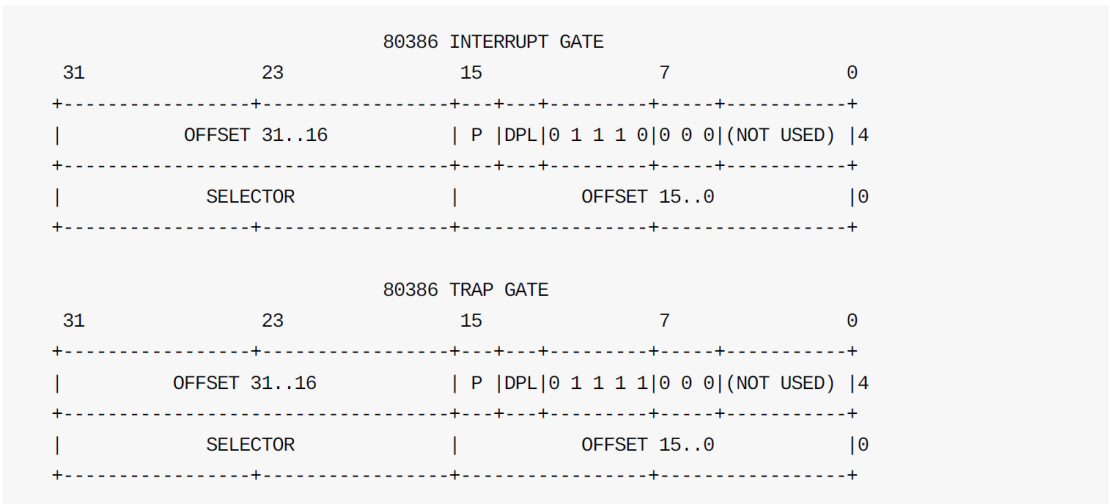 80386 INTERRUPT GATE
31 23 15 7 0
+-----------------+-----------------+---+---+---------+-----+-----------+
| OFFSET 31..16 | P |DPL|0 1 1 1 0|0 0 0|(NOT USED) |4
+-----------------------------------+---+---+---------+-----+-----------+
| SELECTOR | OFFSET 15..0 |0
+-----------------+-----------------+-----------------+-----------------+
80386 TRAP GATE
31 23 15 7 0
+-----------------+-----------------+---+---+---------+-----+-----------+
| OFFSET 31..16 | P |DPL|0 1 1 1 1|0 0 0|(NOT USED) |4
+-----------------------------------+---+---+---------+-----+-----------+
| SELECTOR | OFFSET 15..0 |0
+-----------------+-----------------+-----------------+-----------------+